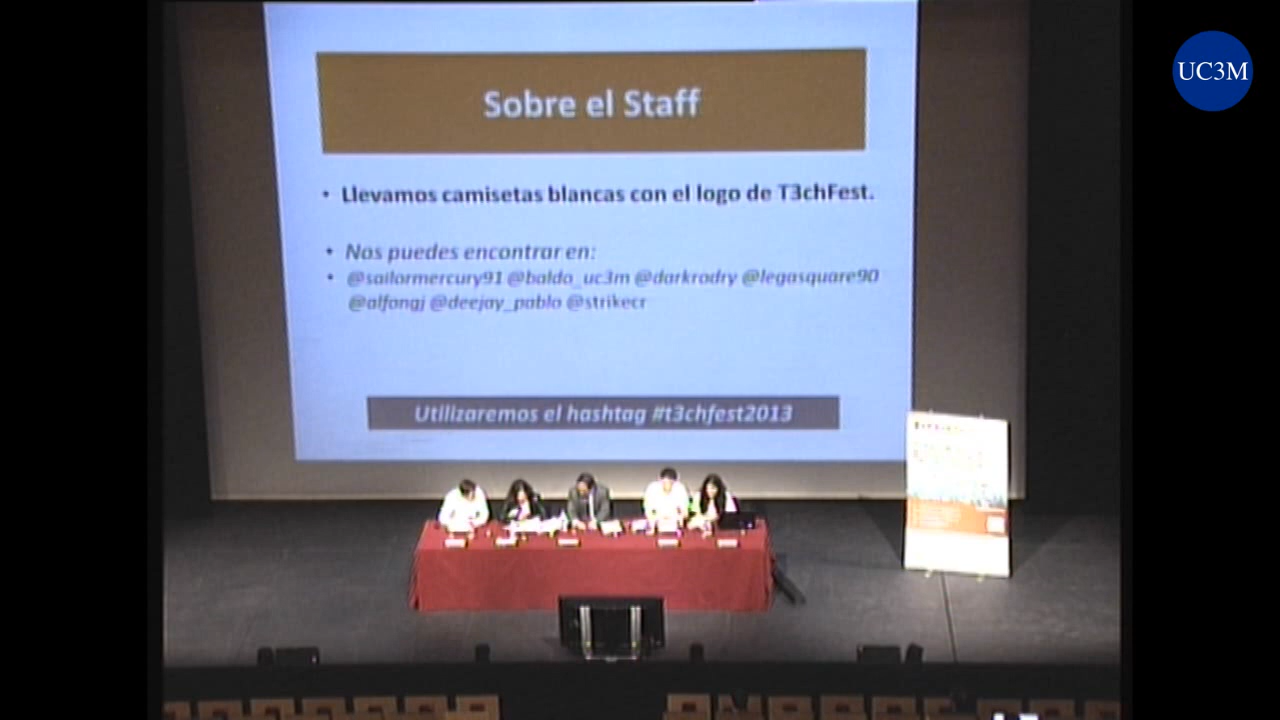 UC3M
Sobre el Staff
• Llevamos camisetas blancas con el logo de T3chFest.
• Nos puedes encontrar en:
• @sailormercury91 @baldo_uc3m @darkrodry @legasquare90
@alfongj @deejay_pablo @strikecr
Utilizaremos el hashtag #t3chfest2013